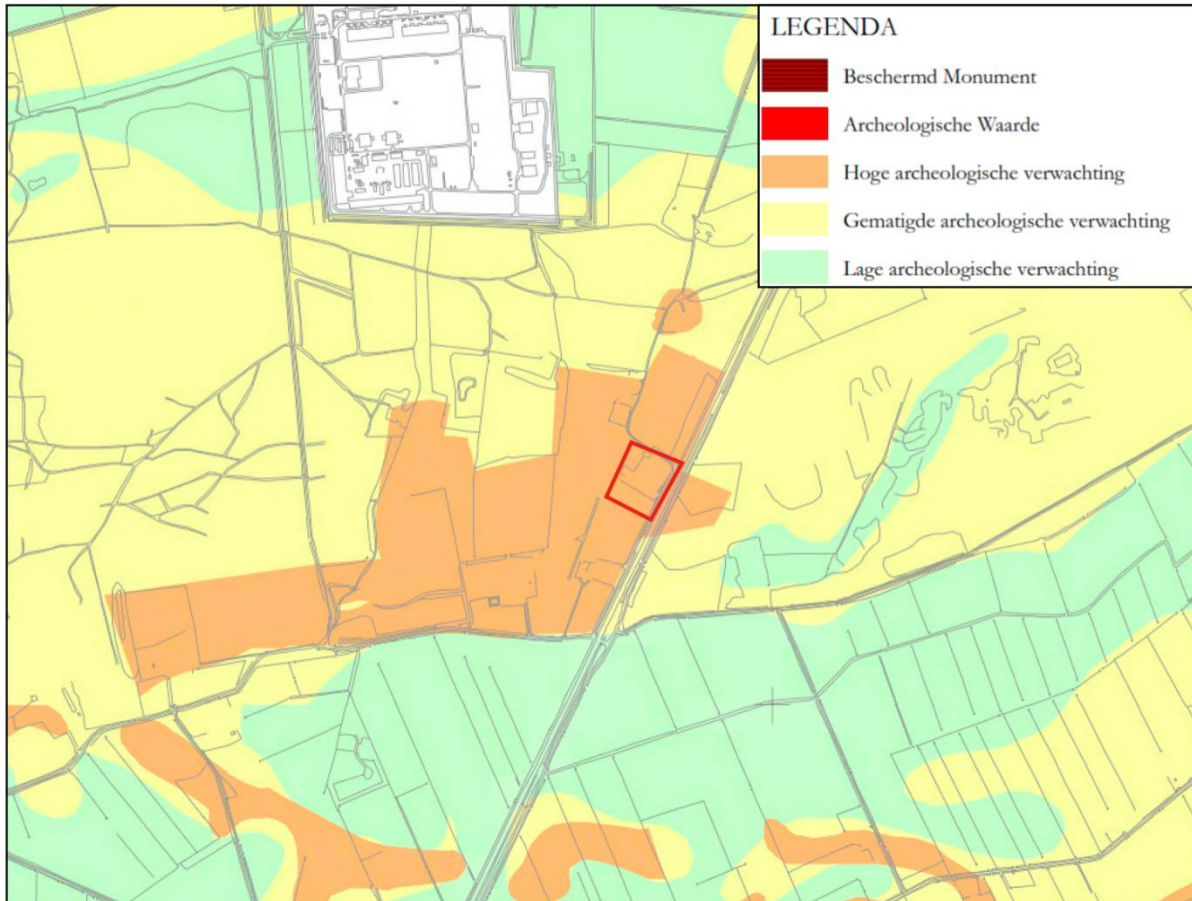 LEGENDA
Beschermd Monument
Archeologische Waarde
Hoge archeologische verwachting
Gematigde archeologische verwachting
Lage archeologische verwachting